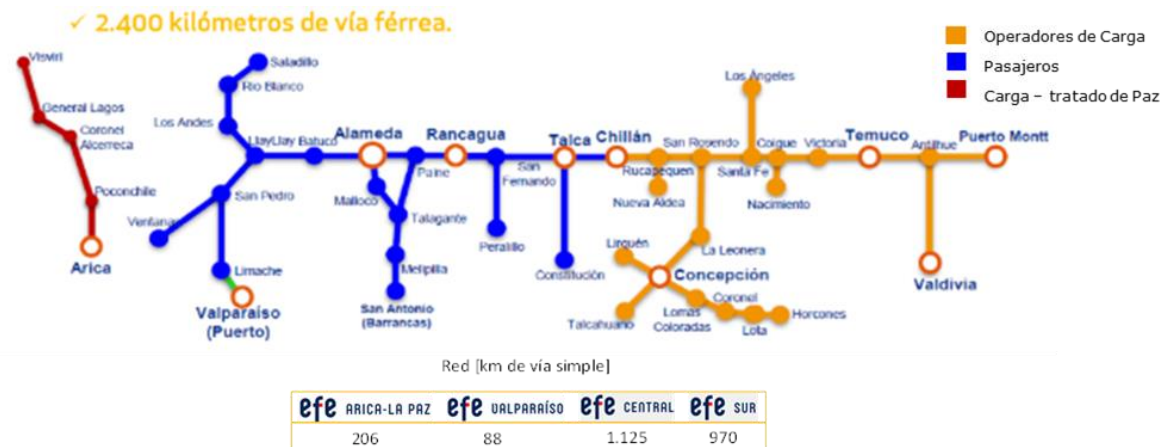 ✓ 2.400 kilómetros de vía férrea.
Operadores de Carga
Pasajeros
Carga – tratado de Paz
Visviri
General Lagos
Coronel
Alcerreca
Poconchile
Arica
Saladillo
Rio Blanco
Los Andes
LlayLlay
Batuco
Alameda
San Pedro
Ventanas
Limache
Valparaíso
(Puerto)
Malloco
Paine
Talagante
Melipilla
San Antonio
(Barrancas)
Rancagua
San
Fernando
Peralillo
Talca
Constitución
Chillán
Rucapequen
Nueva Aldea
San Rosendo
Los Ángeles
Santa Fe
Coigue
Nacimiento
Victoria
Temuco
Antilhue
Puerto Montt
Valdivia
La Leonera
Lirquén
Concepción
Talcahuano
Lomas
Coloradas
Coronel
Lota
Horcones
Red [km de vía simple]
efe ARICA-LA PAZ efe VALPARAÍSO efe CENTRAL efe SUR
206 88 1.125 970